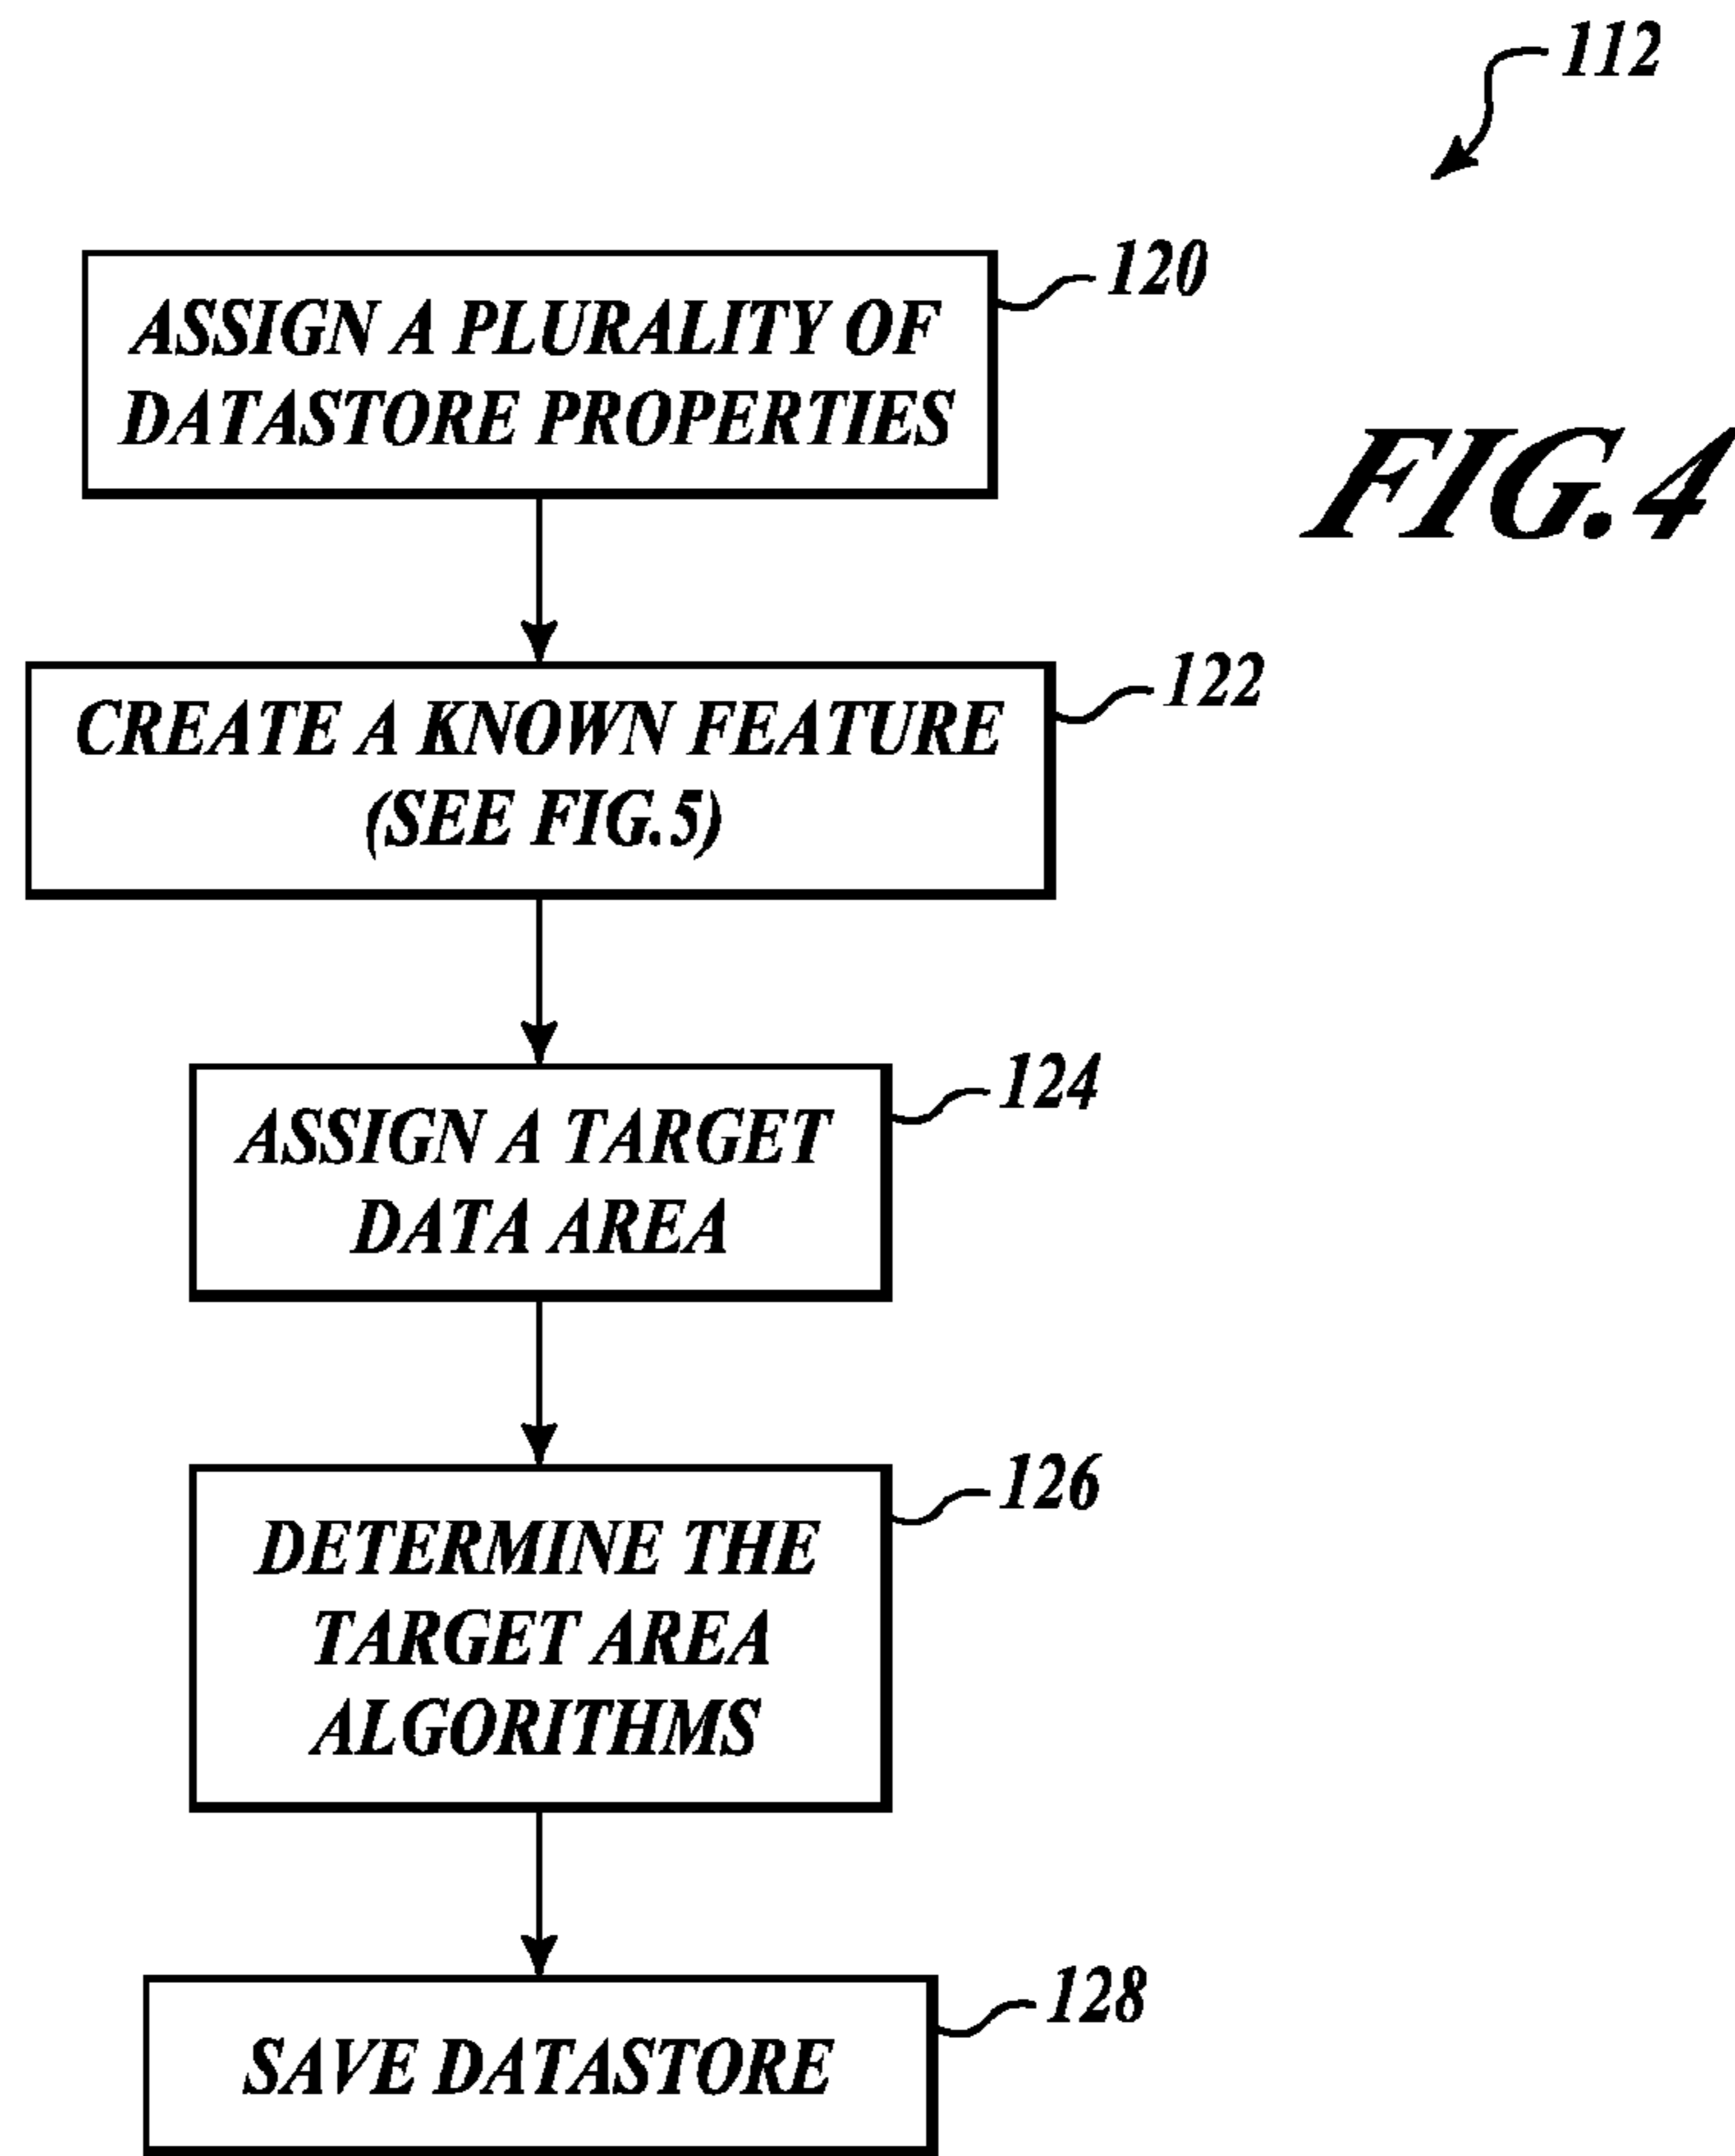 112
120
ASSIGN A PLURALITY OF
DATASTORE PROPERTIES
FIG.4
122
CREATE A KNOWN FEATURE
(SEE FIG.5)
124
ASSIGN A TARGET
DATA AREA
126
DETERMINE THE
TARGET AREA
ALGORITHMS
128
SAVE DATASTORE